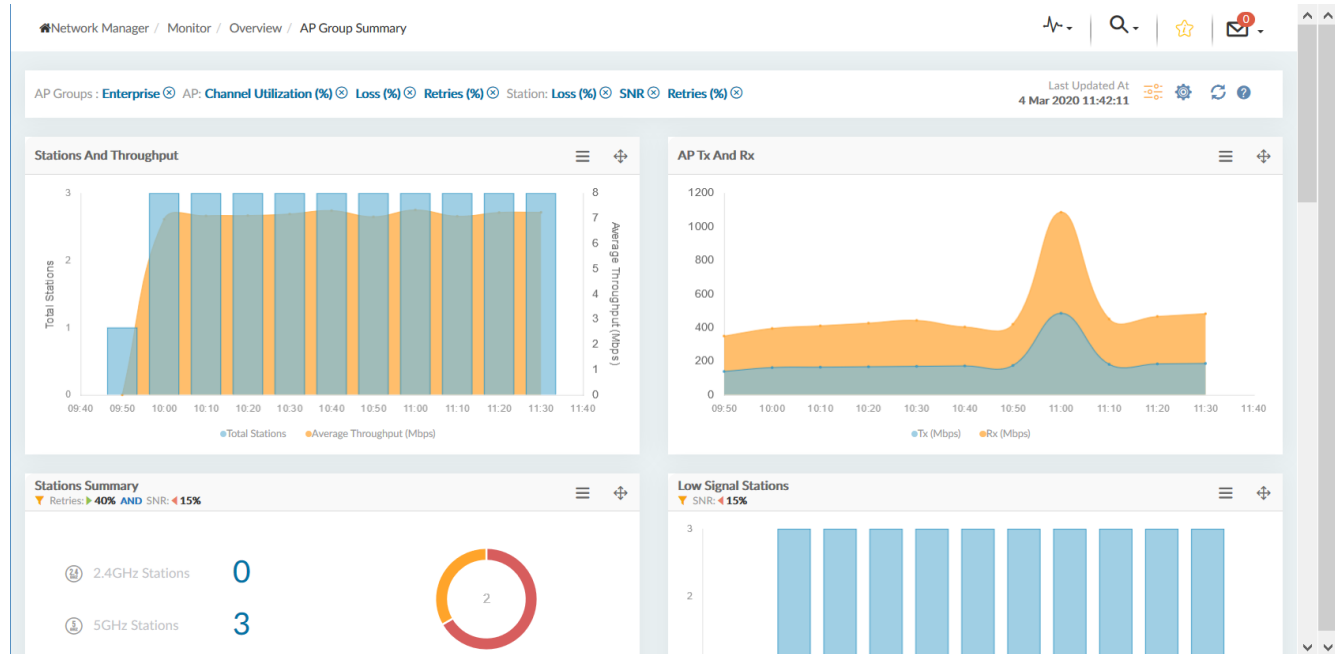 Network Manager / Monitor / Overview / AP Group Summary
0
AP Groups : Enterprise AP: Channel Utilization (%) Loss (%) Retries (%) Station: Loss (%) SNR Retries (%)
Last Updated At
4 Mar 2020 11:42:11
Stations And Throughput
3
2
1
0
Total Stations
8
7
6
5
4
3
2
1
0
Average Throughput (Mbps)
09:40 09:50 10:00 10:10 10:20 10:30 10:40 10:50 11:00 11:10 11:20 11:30 11:40
Total Stations Average Throughput (Mbps)
AP Tx And Rx
1200
1000
800
600
400
200
0
09:50 10:00 10:10 10:20 10:30 10:40 10:50 11:00 11:10 11:20 11:30 11:40
Tx (Mbps) Rx (Mbps)
Stations Summary
Retries: 40% AND SNR: 15%
2.4GHz Stations 0
5GHz Stations 3
2
Low Signal Stations
SNR: 15%
3
2